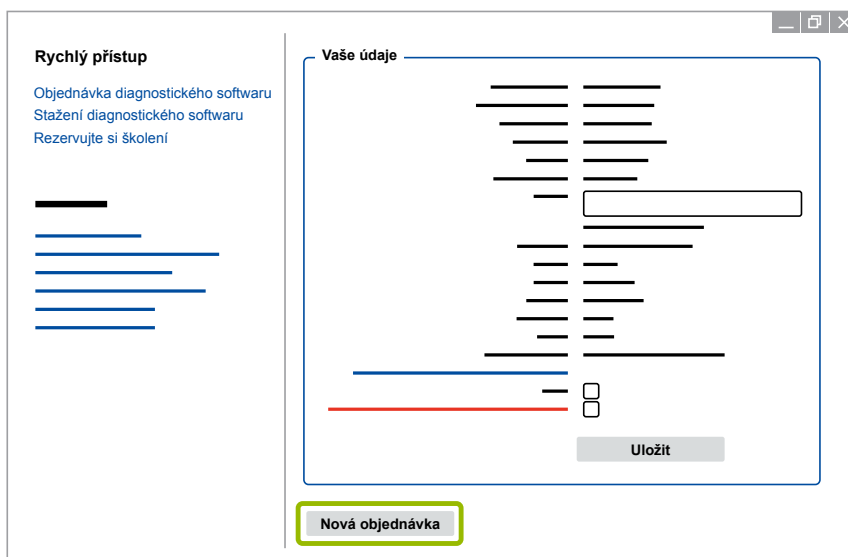 Rychlý přístup
Objednávka diagnostického softwaru
Stažení diagnostického softwaru
Rezervujte si školení
Vaše údaje
Uložit
Nová objednávka